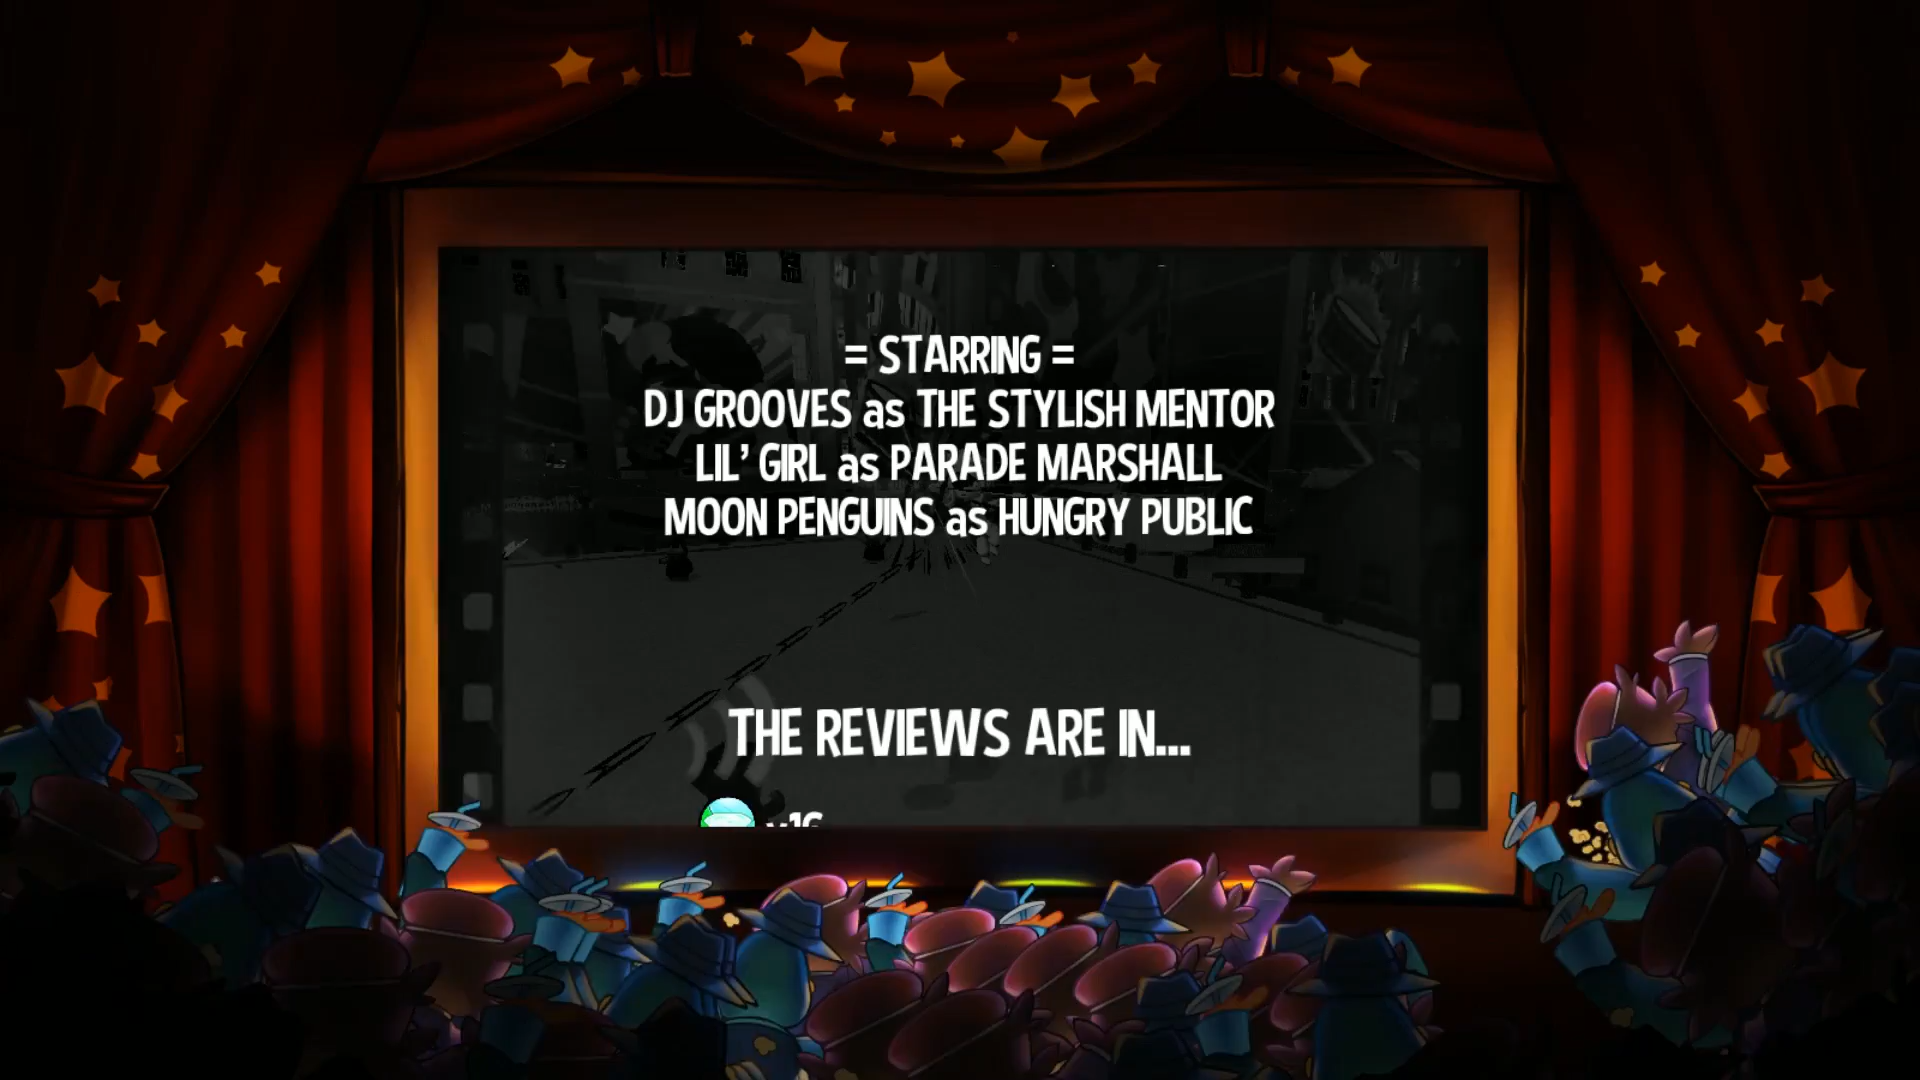 = STARRING =
DJ GROOVES as THE STYLISH MENTOR
LIL' GIRL as PARADE MARSHALL
MOON PENGUINS as HUNGRY PUBLIC
THE REVIEWS ARE IN...